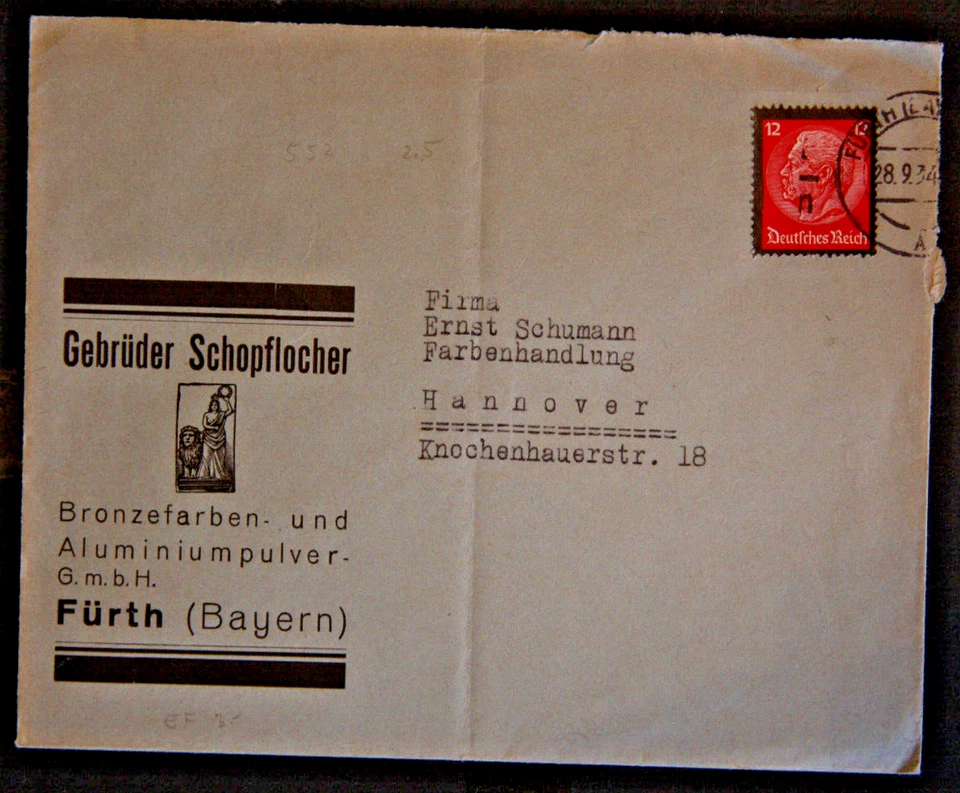 552 2.5
12 12
Deutsches Reich
28.9.34
A
Gebrüder Schopflocher
Bronzefarben- und
Aluminiumpulver-
G.m.b.H.
Fürth (Bayern)
Firma
Ernst Schumann
Farbenhandlung
Hannover
=================
Knochenhauerstr. 18